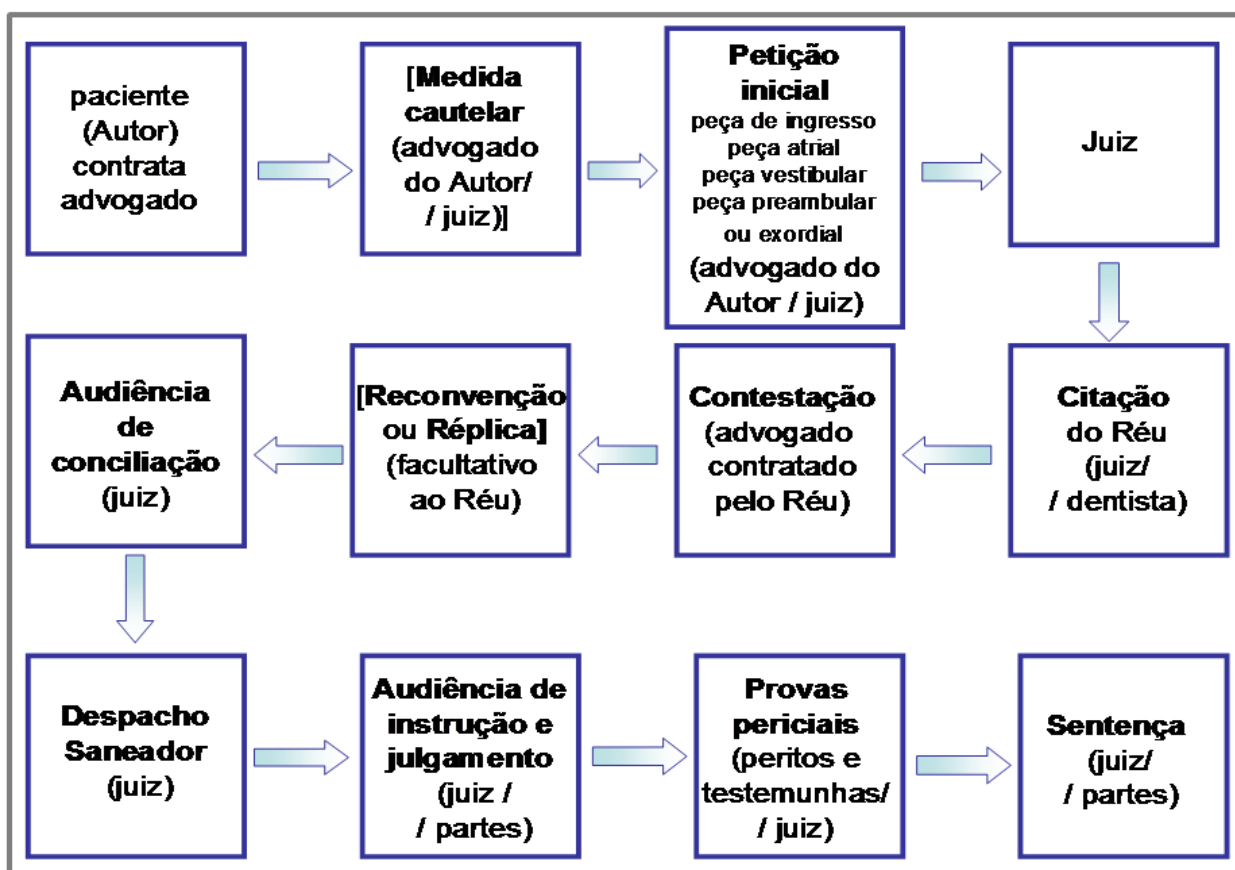 paciente
(Autor)
contrata
advogado
[Medida
cautelar
(advogado
do Autor/
/ juiz)]
Petição
inicial
peça de ingresso
peça atrial
peça vestibular
peça preambular
ou exordial
(advogado do
Autor / juiz)
Juiz
Citação
do Réu
(juiz/
/ dentista)
Contestação
(advogado
contratado
pelo Réu)
[Reconvenção
ou Réplica]
(facultativo
ao Réu)
Audiência
de
conciliação
(juiz)
Despacho
Saneador
(juiz)
Audiência de
instrução e
julgamento
(juiz /
/ partes)
Provas
periciais
(peritos e
testemunhas/
/ juiz)
Sentença
(juiz/
/ partes)